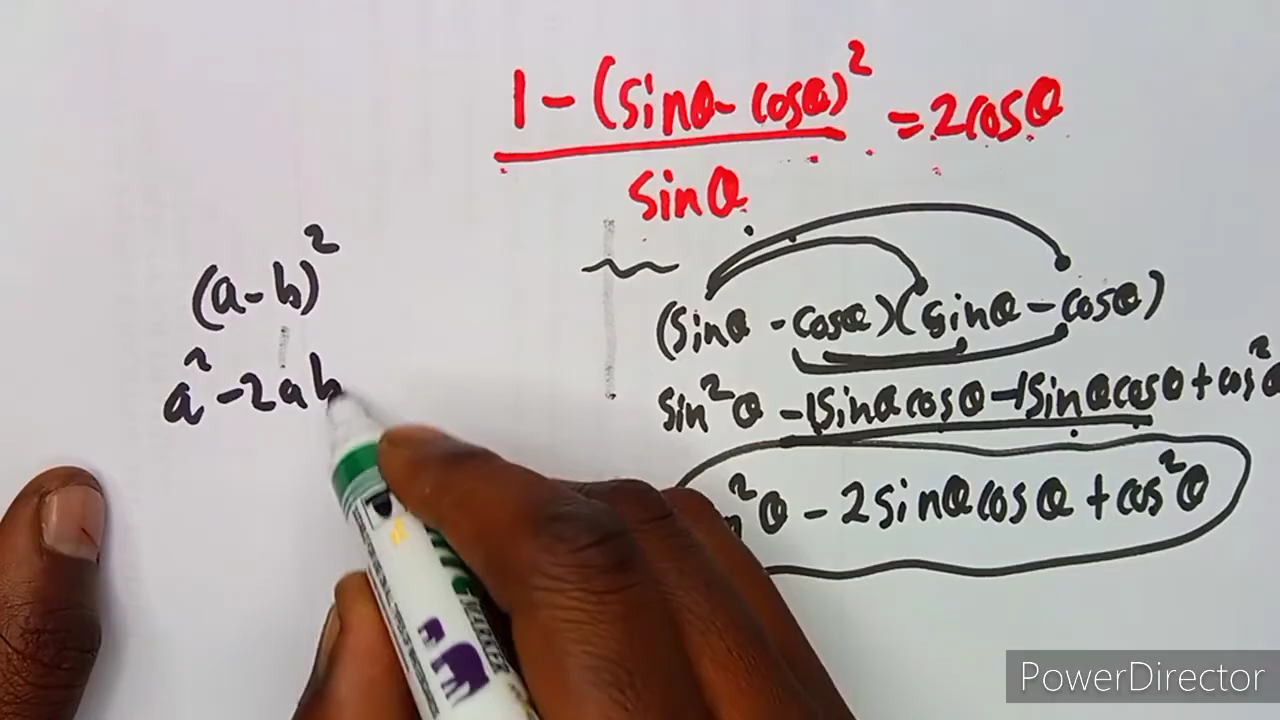 1 - (sinθ - cosθ)² = 2cosθ
sinθ
(a - b)²
a² - 2ab
(sinθ - cosθ)(sinθ - cosθ)
sin²θ - 1sinθcosθ - 1sinθcosθ + cos²θ
n²θ - 2sinθcosθ + cos²θ
PowerDirector